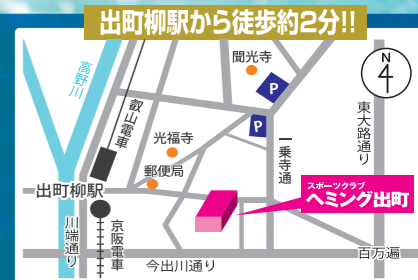 出町柳駅から徒歩約2分!!
聞光寺
N
高野川
P
叡山電車
P
東大路通り
光福寺
一乗寺通
郵便局
出町柳駅
スポーツクラブ
ヘミング出町
川端通り
京阪電車
今出川通り
百万遍